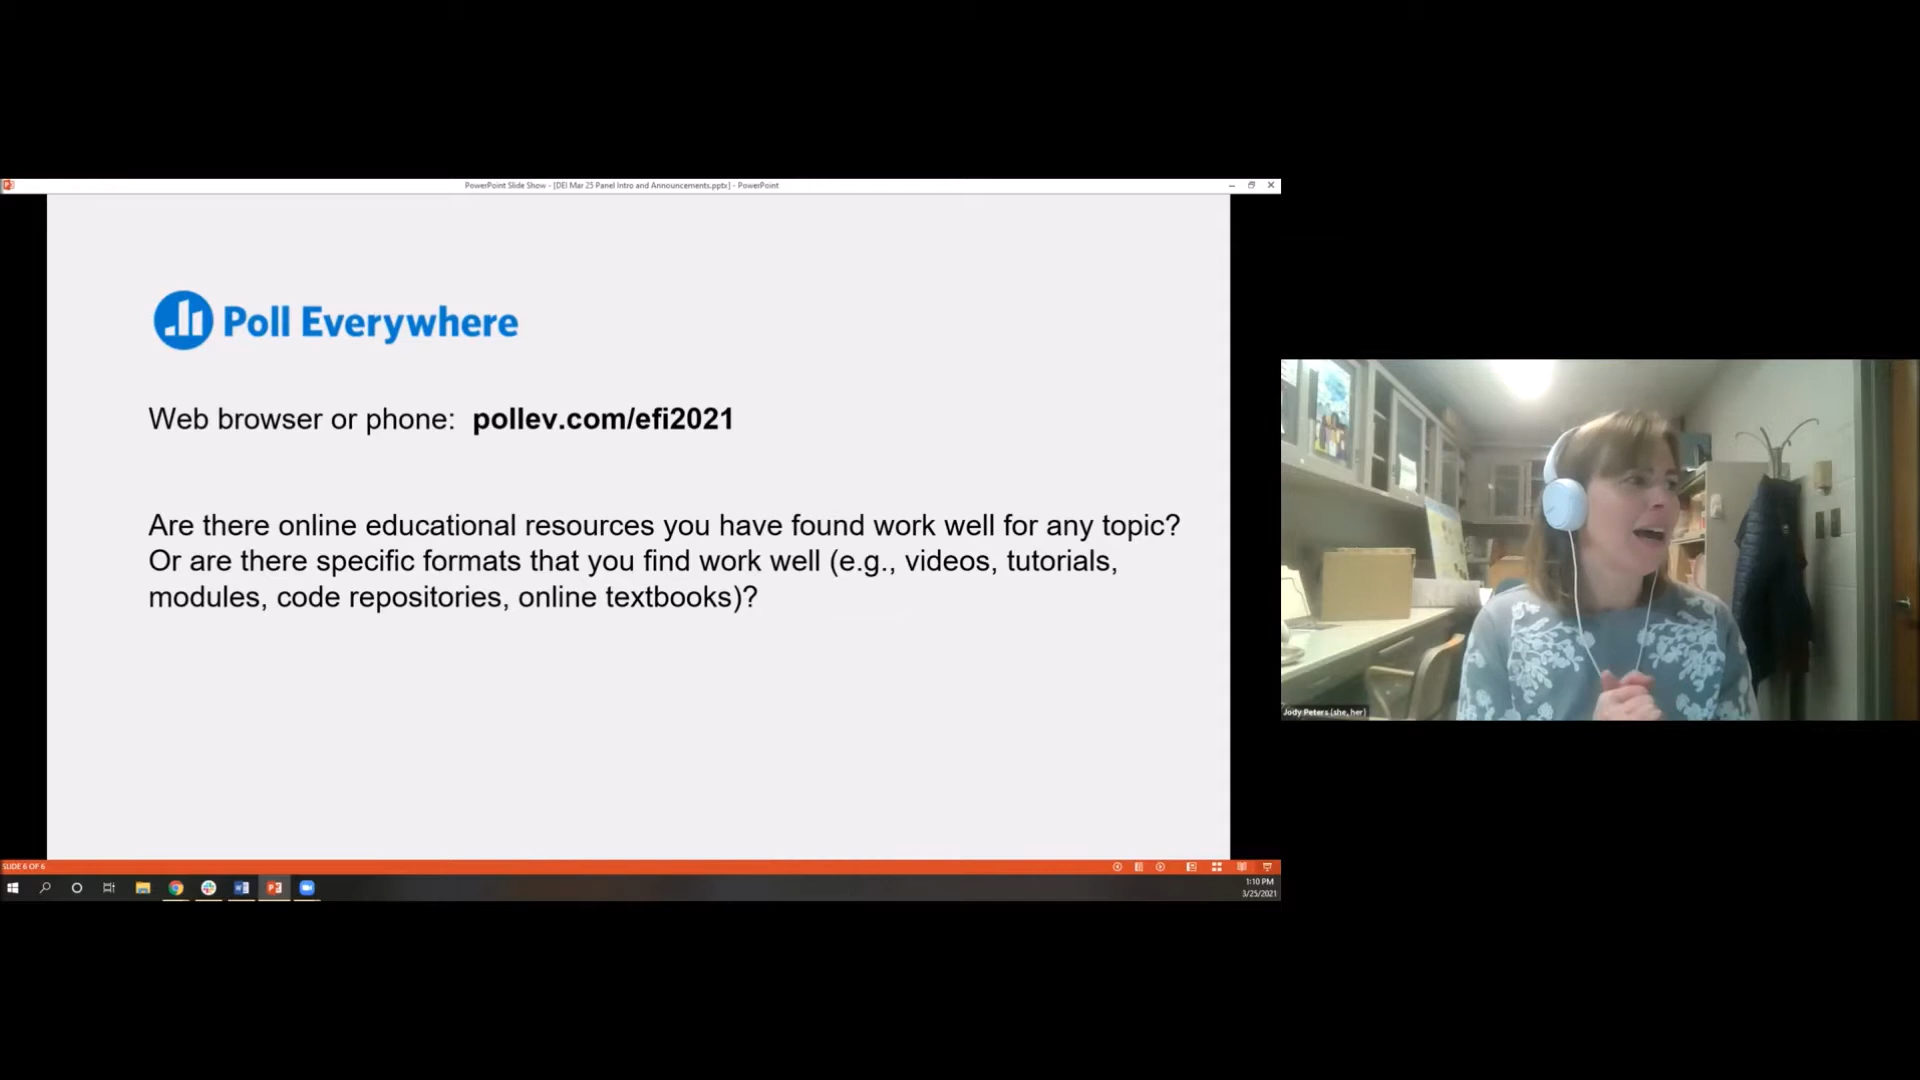 PowerPoint Slide Show - [DEI Mar 25 Panel Intro and Announcements.pptx] - PowerPoint
Poll Everywhere
Web browser or phone: pollev.com/efi2021
Are there online educational resources you have found work well for any topic?
Or are there specific formats that you find work well (e.g., videos, tutorials,
modules, code repositories, online textbooks)?
Jody Peters (she, her)
SLIDE 6 OF 6
1:10 PM
3/25/2021